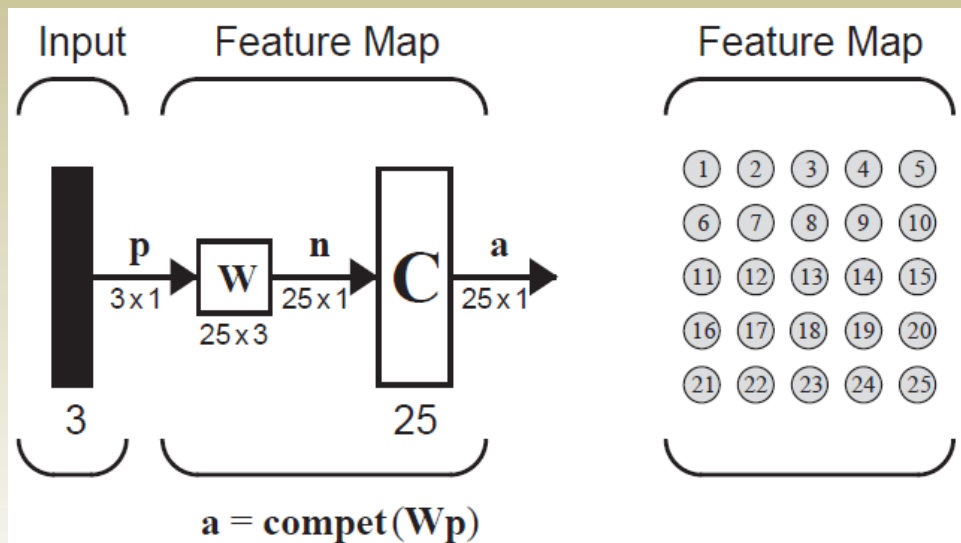 Input Feature Map Feature Map
1 2 3 4 5
6 7 8 9 10
p n a
W C
11 12 13 14 15
3 x 1 25 x 1 25 x 1
25 x 3
16 17 18 19 20
21 22 23 24 25
3 25
a = compet(Wp)